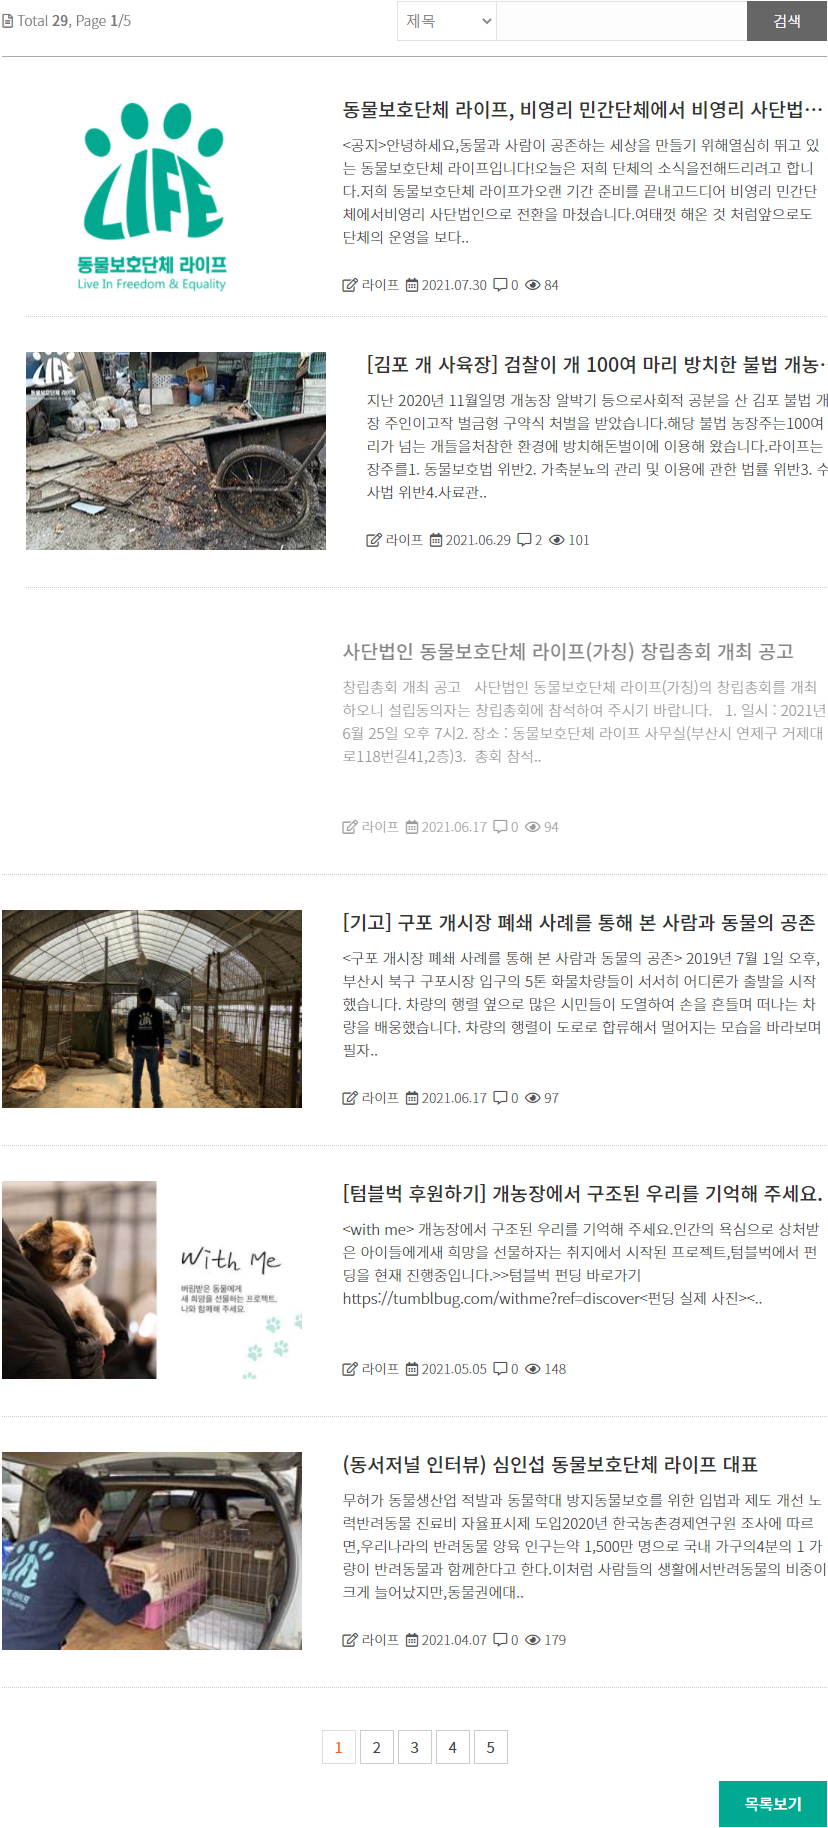 Total 29, Page 1/5
제목
검색
LIFE
동물보호단체 라이프
Live In Freedom & Equality
동물보호단체 라이프, 비영리 민간단체에서 비영리 사단법…
<공지>안녕하세요,동물과 사람이 공존하는 세상을 만들기 위해열심히 뛰고 있
는 동물보호단체 라이프입니다!오늘은 저희 단체의 소식을전해드리려고 합니
다.저희 동물보호단체 라이프가오랜 기간 준비를 끝내고드디어 비영리 민간단
체에서비영리 사단법인으로 전환을 마쳤습니다.여태껏 해온 것 처럼앞으로도
단체의 운영을 보다..
라이프 2021.07.30 0 84
LIFE
동물보호단체 라이프
[김포 개 사육장] 검찰이 개 100여 마리 방치한 불법 개농…
지난 2020년 11월일명 개농장 알박기 등으로사회적 공분을 산 김포 불법 개
장 주인이고작 벌금형 구약식 처벌을 받았습니다.해당 불법 농장주는100여
리가 넘는 개들을처참한 환경에 방치해돈벌이에 이용해 왔습니다.라이프는
장주를1. 동물보호법 위반2. 가축분뇨의 관리 및 이용에 관한 법률 위반3. 수
사법 위반4.사료관..
라이프 2021.06.29 2 101
사단법인 동물보호단체 라이프(가칭) 창립총회 개최 공고
창립총회 개최 공고   사단법인 동물보호단체 라이프(가칭)의 창립총회를 개최
하오니 설립동의자는 창립총회에 참석하여 주시기 바랍니다.   1. 일시 : 2021년
6월 25일 오후 7시2. 장소 : 동물보호단체 라이프 사무실(부산시 연제구 거제대
로118번길41,2층)3.  총회 참석..
라이프 2021.06.17 0 94
LIFE
[기고] 구포 개시장 폐쇄 사례를 통해 본 사람과 동물의 공존
<구포 개시장 폐쇄 사례를 통해 본 사람과 동물의 공존> 2019년 7월 1일 오후,
부산시 북구 구포시장 입구의 5톤 화물차량들이 서서히 어디론가 출발을 시작
했습니다. 차량의 행렬 옆으로 많은 시민들이 도열하여 손을 흔들며 떠나는 차
량을 배웅했습니다. 차량의 행렬이 도로로 합류해서 멀어지는 모습을 바라보며
필자..
라이프 2021.06.17 0 97
With Me
버림받은 동물에게
새 희망을 선물하는 프로젝트,
나와 함께해 주세요.
[텀블벅 후원하기] 개농장에서 구조된 우리를 기억해 주세요.
<with me> 개농장에서 구조된 우리를 기억해 주세요.인간의 욕심으로 상처받
은 아이들에게새 희망을 선물하자는 취지에서 시작된 프로젝트,텀블벅에서 펀
딩을 현재 진행중입니다.>>텀블벅 펀딩 바로가기
https://tumblbug.com/withme?ref=discover<펀딩 실제 사진><..
라이프 2021.05.05 0 148
LIFE
(동서저널 인터뷰) 심인섭 동물보호단체 라이프 대표
무허가 동물생산업 적발과 동물학대 방지동물보호를 위한 입법과 제도 개선 노
력반려동물 진료비 자율표시제 도입2020년 한국농촌경제연구원 조사에 따르
면,우리나라의 반려동물 양육 인구는약 1,500만 명으로 국내 가구의4분의 1 가
량이 반려동물과 함께한다고 한다.이처럼 사람들의 생활에서반려동물의 비중이
크게 늘어났지만,동물권에대..
라이프 2021.04.07 0 179
1 2 3 4 5
목록보기